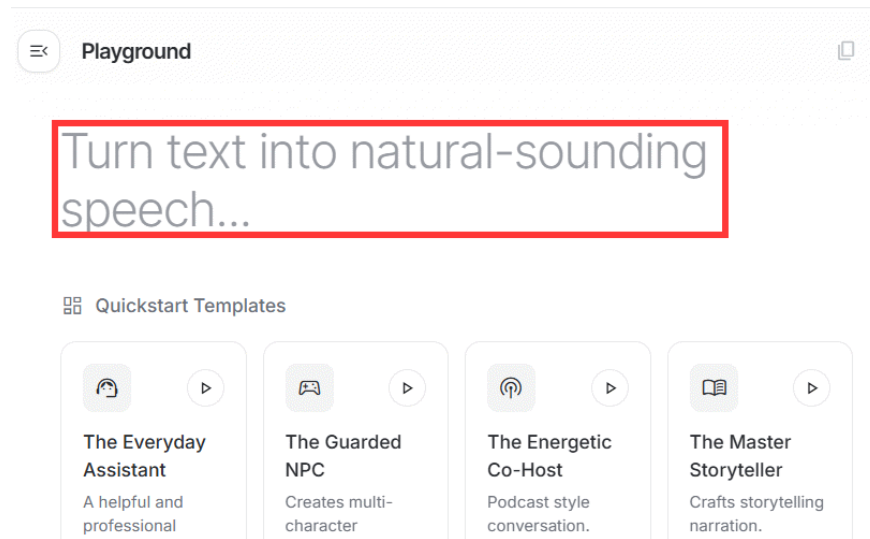 Playground
Turn text into natural-sounding
speech...
Quickstart Templates
The Everyday
Assistant
A helpful and
professional
The Guarded
NPC
Creates multi-
character
The Energetic
Co-Host
Podcast style
conversation.
The Master
Storyteller
Crafts storytelling
narration.